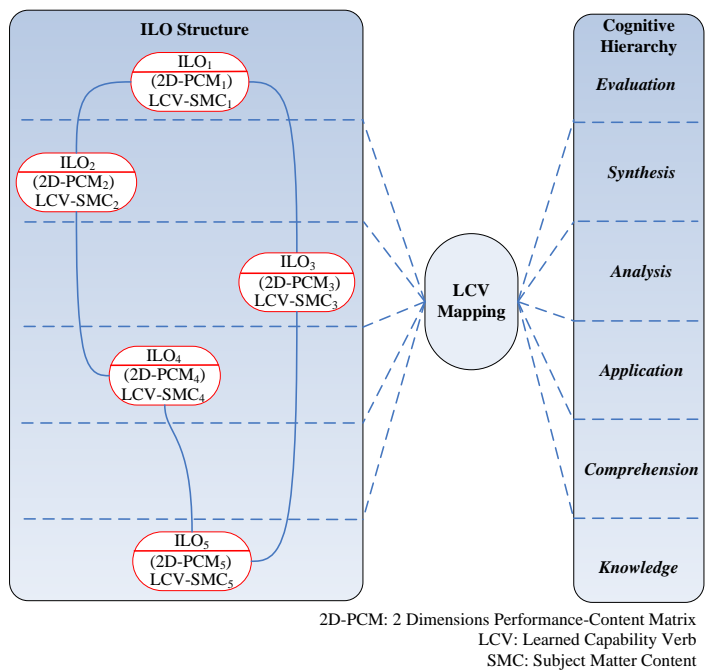 ILO Structure
ILO₁
(2D-PCM₁)
LCV-SMC₁
ILO₂
(2D-PCM₂)
LCV-SMC₂
ILO₃
(2D-PCM₃)
LCV-SMC₃
ILO₄
(2D-PCM₄)
LCV-SMC₄
ILO₅
(2D-PCM₅)
LCV-SMC₅
LCV
Mapping
Cognitive
Hierarchy
Evaluation
Synthesis
Analysis
Application
Comprehension
Knowledge
2D-PCM: 2 Dimensions Performance-Content Matrix
LCV: Learned Capability Verb
SMC: Subject Matter Content